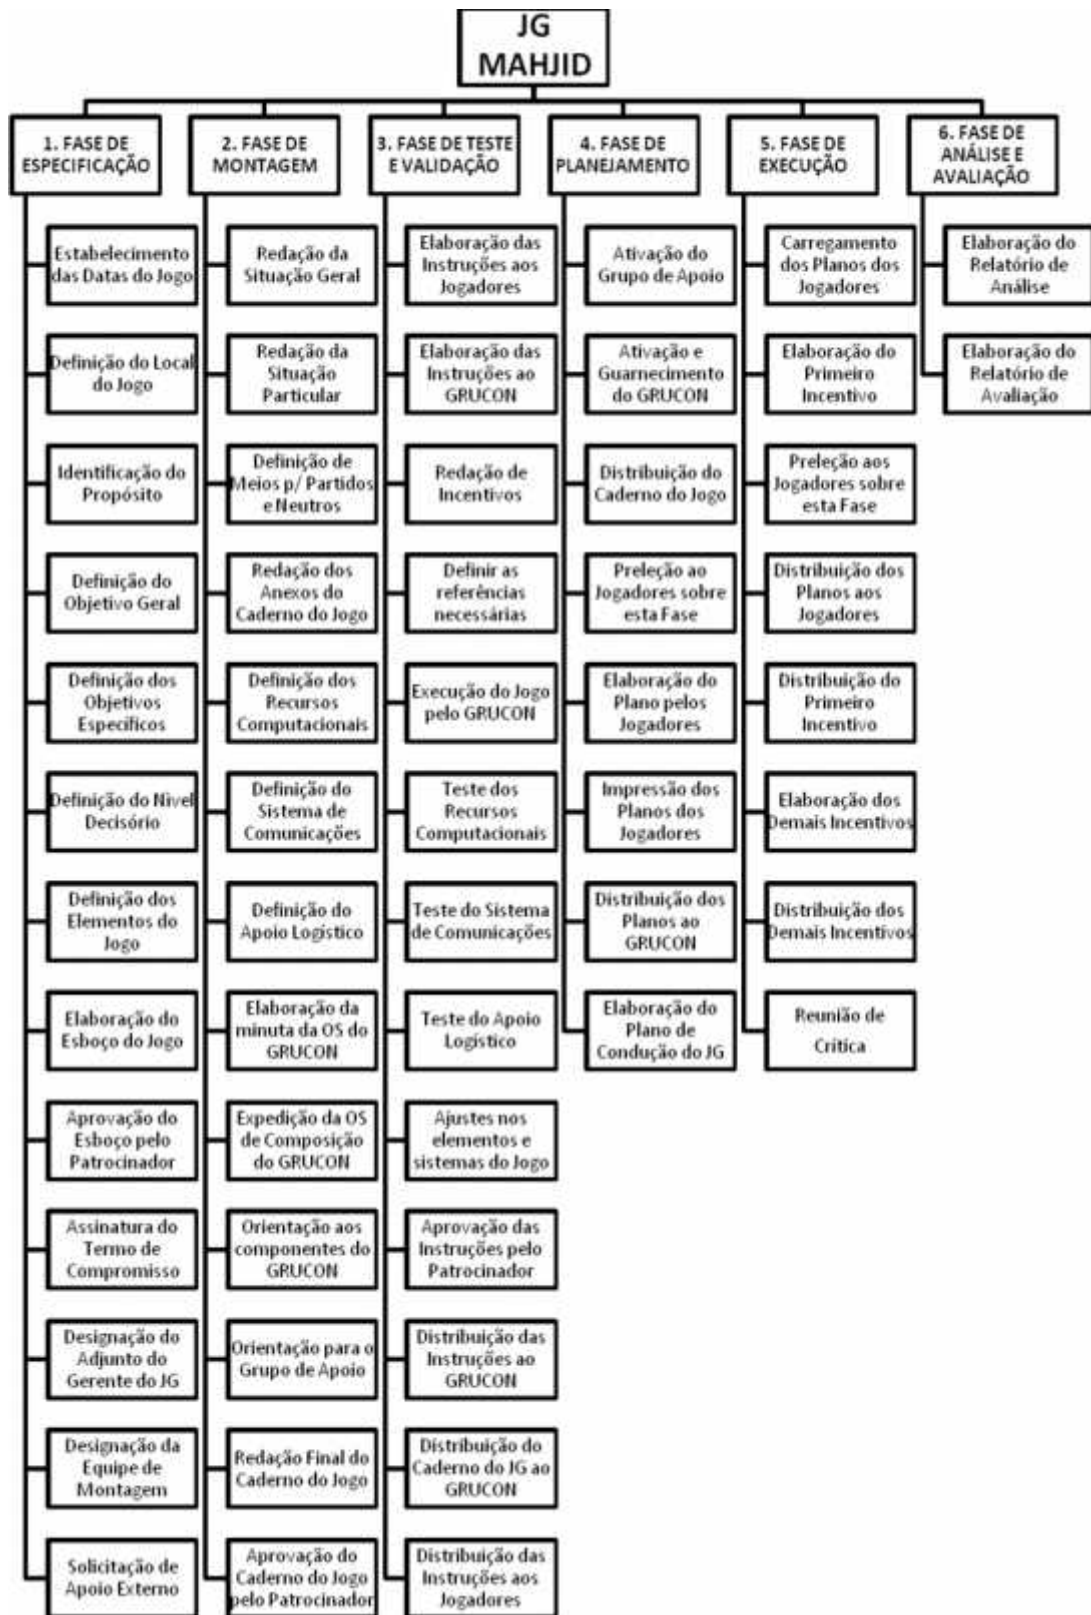 JG
MAHJID
1. FASE DE
ESPECIFICAÇÃO
2. FASE DE
MONTAGEM
3. FASE DE TESTE
E VALIDAÇÃO
4. FASE DE
PLANEJAMENTO
5. FASE DE
EXECUÇÃO
6. FASE DE
ANÁLISE E
AVALIAÇÃO
Estabelecimento
das Datas do Jogo
Definição do Local
do Jogo
Identificação do
Propósito
Definição do
Objetivo Geral
Definição dos
Objetivos
Específicos
Definição do Nivel
Decisório
Definição dos
Elementos do
Jogo
Elaboração do
Esboço do Jogo
Aprovação do
Esboço pelo
Patrocinador
Assinatura do
Termo de
Compromisso
Designação do
Adjunto do
Gerente do JG
Designação da
Equipe de
Montagem
Solicitação de
Apoio Externo
Redação da
Situação Geral
Redação da
Situação
Particular
Definição de
Meios p/ Partidos
e Neutros
Redação dos
Anexos do
Caderno do Jogo
Definição dos
Recursos
Computacionais
Definição do
Sistema de
Comunicações
Definição do
Apoio Logístico
Elaboração da
minuta da OS do
GRUCON
Expedição da OS
de Composição
do GRUCON
Orientação aos
componentes do
GRUCON
Orientação para o
Grupo de Apoio
Redação Final do
Caderno do Jogo
Aprovação do
Caderno do Jogo
pelo Patrocinador
Elaboração das
Instruções aos
Jogadores
Elaboração das
Instruções ao
GRUCON
Redação de
Incentivos
Definir as
referências
necessárias
Execução do Jogo
pelo GRUCON
Teste dos
Recursos
Computacionais
Teste do Sistema
de Comunicações
Teste do Apoio
Logístico
Ajustes nos
elementos e
sistemas do Jogo
Aprovação das
Instruções pelo
Patrocinador
Distribuição das
Instruções ao
GRUCON
Distribuição do
Caderno do JG ao
GRUCON
Distribuição das
Instruções aos
Jogadores
Ativação do
Grupo de Apoio
Ativação e
Guarnecimento
do GRUCON
Distribuição do
Caderno do Jogo
Preleção ao
Jogadores sobre
esta Fase
Elaboração do
Plano pelos
Jogadores
Impressão dos
Planos dos
Jogadores
Distribuição dos
Planos ao
GRUCON
Elaboração do
Plano de
Condução do JG
Carregamento
dos Planos dos
Jogadores
Elaboração do
Primeiro
Incentivo
Preleção aos
Jogadores sobre
esta Fase
Distribuição dos
Planos aos
Jogadores
Distribuição do
Primeiro
Incentivo
Elaboração dos
Demais Incentivos
Distribuição dos
Demais Incentivos
Reunião de
Crítica
Elaboração do
Relatório de
Análise
Elaboração do
Relatório de
Avaliação